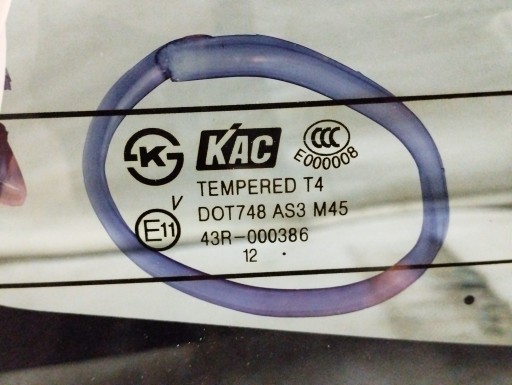 K KAC CCC
E000008
TEMPERED T4
V DOT748 AS3 M45
E11 43R-000386
12 .